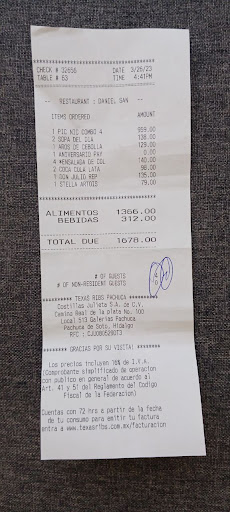 CHECK # 02656 DATE 3/26/23
TABLE # 53 TIME 4:41PM
-- RESTAURANT : DANIEL SAN --
ITEMS ORDERED AMOUNT
1 PIC NIC COMBO 4 959.00
2 SOPA DEL DIA 138.00
1 AROS DE CEBOLLA 129.00
1 ANIVERSARIO PAY 0.00
4 MENSALADA DE COL 140.00
2 COCA COLA LATA 98.00
1 DON JULIO REP 135.00
1 STELLA ARTOIS 79.00
ALIMENTOS 1366.00
BEBIDAS 312.00
TOTAL DUE 1678.00
# OF GUESTS
# OF NON-RESIDENT GUESTS
********* TEXAS RIBS PACHUCA *********
Costillas Julieta S.A. de C.V.
Camino Real de la plata No. 100
Local 513 Galerias Pachuca
Pachuca de Soto, Hidalgo
******** GRACIAS POR SU VISITA! ********
Los precios incluyen 16% de I.V.A.
(Comprobante simplificado de operacion
con publico en general de acuerdo al
Art. 41 y 51 del Reglamento del Codigo
Fiscal de la Federacion)
Cuentas con 72 hrs a partir de la fecha
de tu consumo para emitir tu factura
entra a www.texasribs.com.mx/facturacion